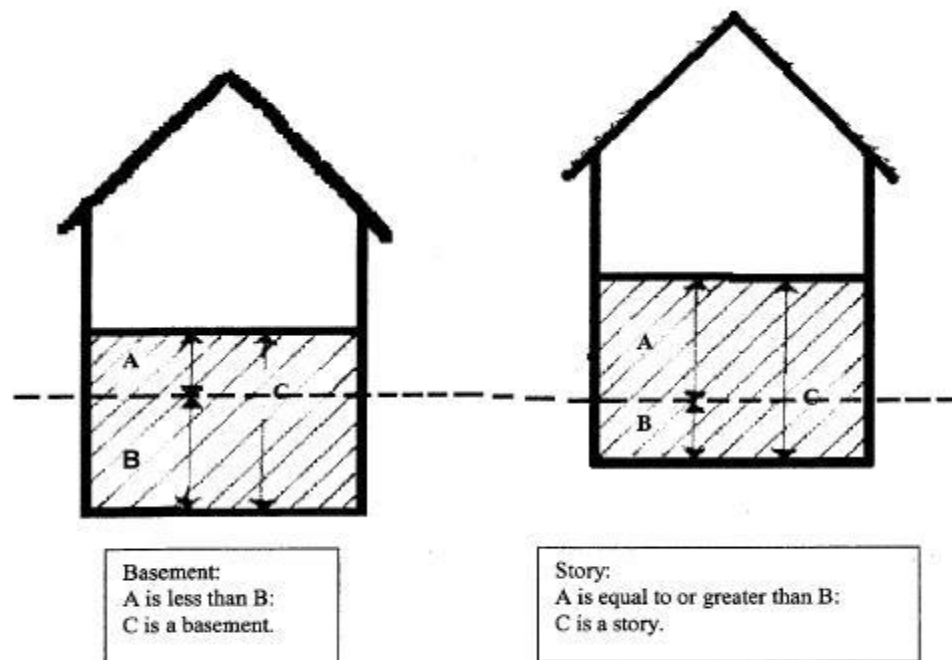 A
C
B
A
C
B
Basement:
A is less than B:
C is a basement.
Story:
A is equal to or greater than B:
C is a story.